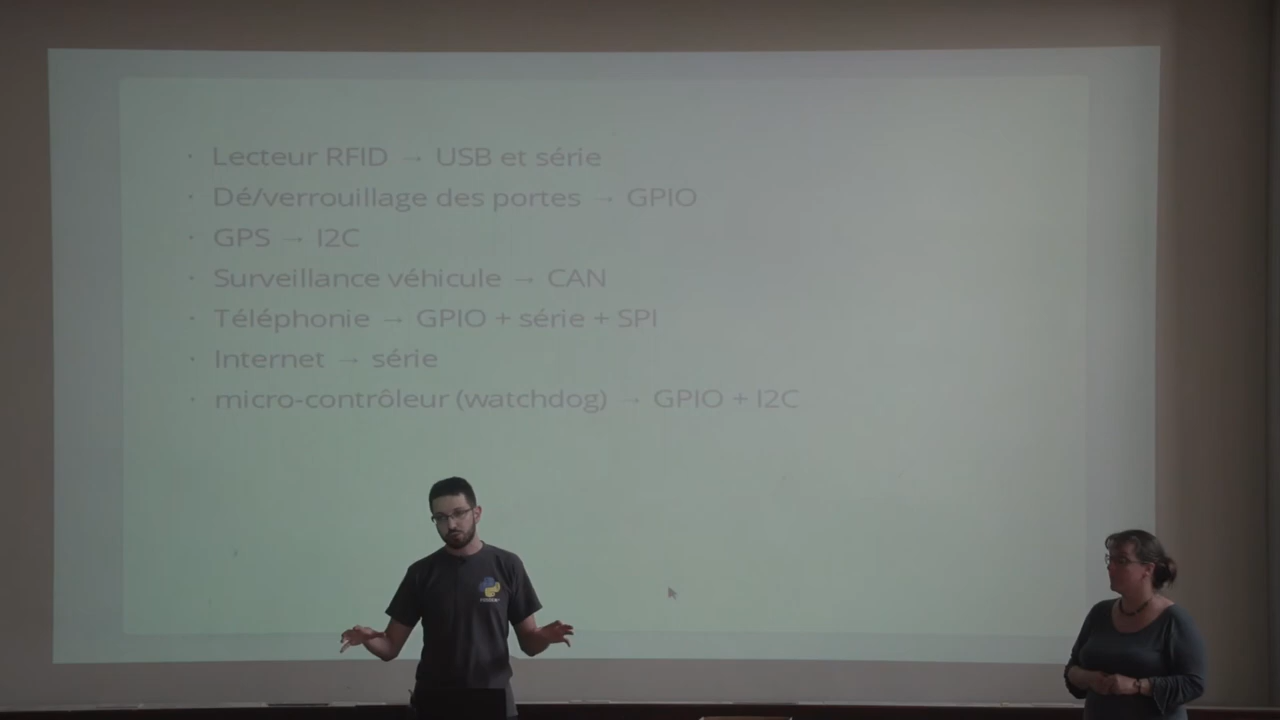 · Lecteur RFID → USB et série
· Dé/verrouillage des portes → GPIO
· GPS → I2C
· Surveillance véhicule → CAN
· Téléphonie → GPIO + série + SPI
· Internet → série
· micro-contrôleur (watchdog) → GPIO + I2C